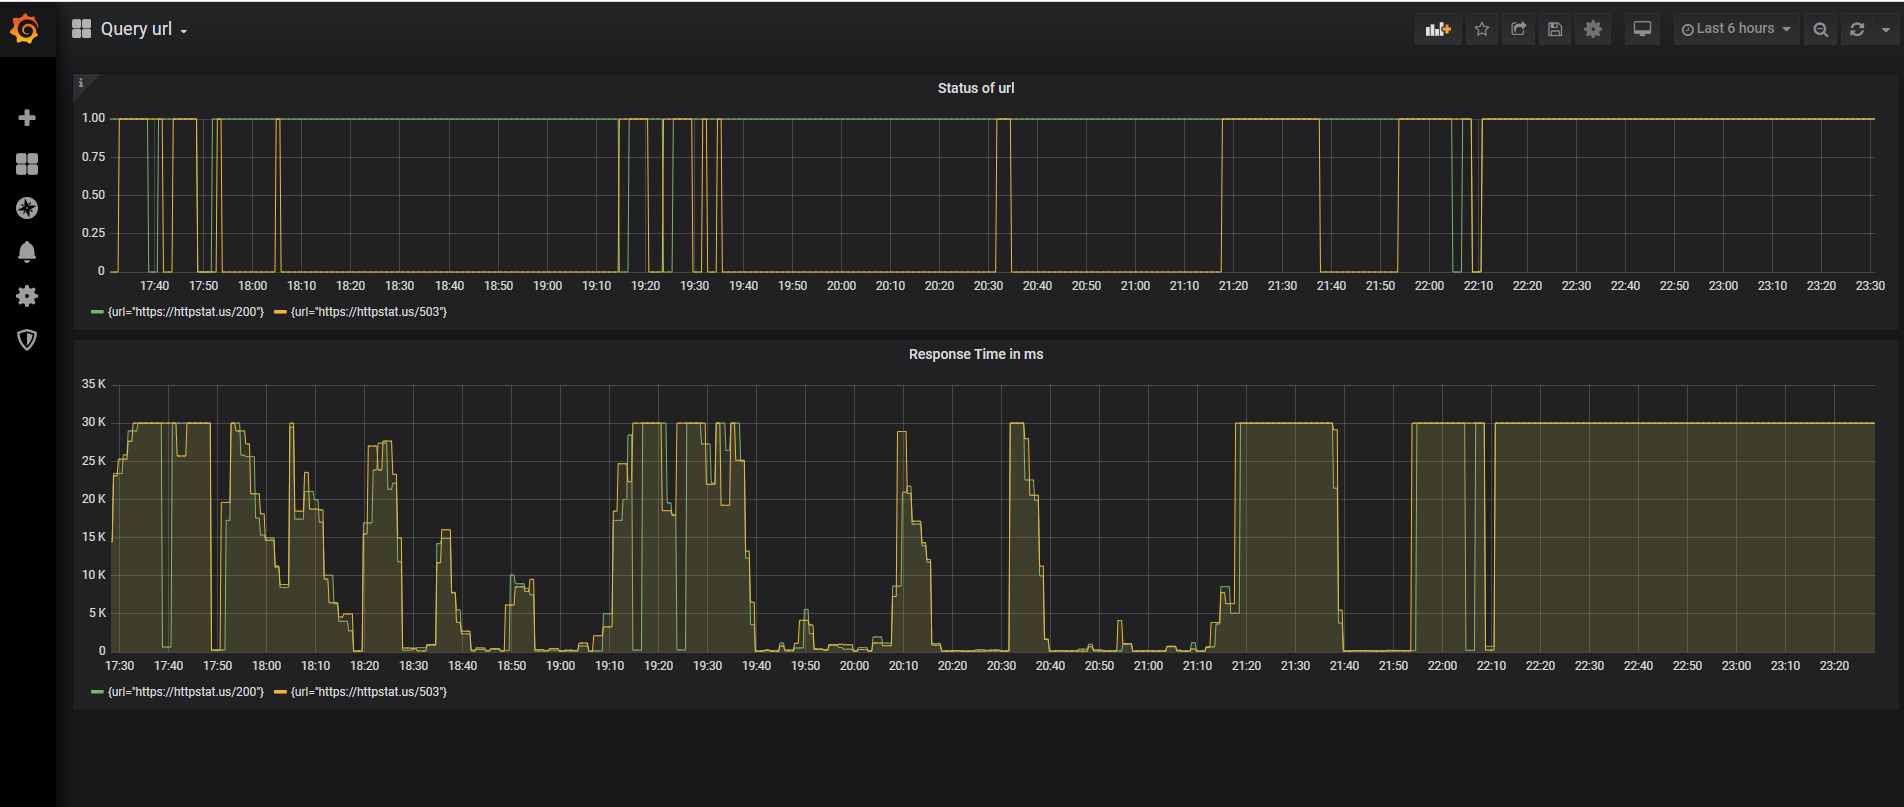 Query url
Last 6 hours
i
Status of url
1.00
0.75
0.50
0.25
0
17:40 17:50 18:00 18:10 18:20 18:30 18:40 18:50 19:00 19:10 19:20 19:30 19:40 19:50 20:00 20:10 20:20 20:30 20:40 20:50 21:00 21:10 21:20 21:30 21:40 21:50 22:00 22:10 22:20 22:30 22:40 22:50 23:00 23:10 23:20 23:30
{url="https://httpstat.us/200"} {url="https://httpstat.us/503"}
Response Time in ms
35 K
30 K
25 K
20 K
15 K
10 K
5 K
0
17:30 17:40 17:50 18:00 18:10 18:20 18:30 18:40 18:50 19:00 19:10 19:20 19:30 19:40 19:50 20:00 20:10 20:20 20:30 20:40 20:50 21:00 21:10 21:20 21:30 21:40 21:50 22:00 22:10 22:20 22:30 22:40 22:50 23:00 23:10 23:20
{url="https://httpstat.us/200"} {url="https://httpstat.us/503"}